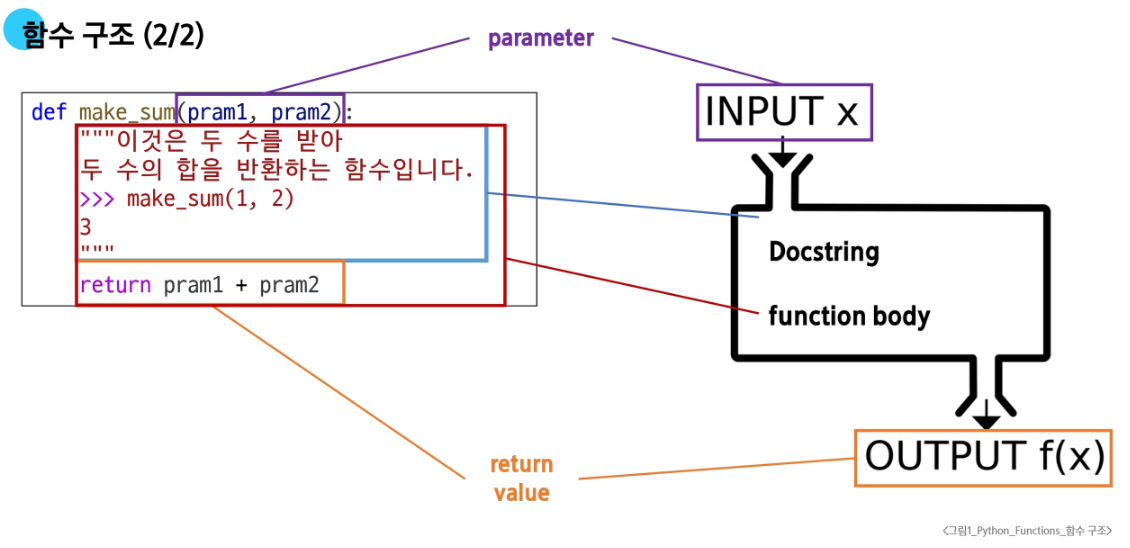 함수 구조 (2/2)
parameter
def make_sum(pram1, pram2):
"""이것은 두 수를 받아
두 수의 합을 반환하는 함수입니다.
>>> make_sum(1, 2)
3
"""
return pram1 + pram2
INPUT x
Docstring
function body
OUTPUT f(x)
return
value
<그림1_Python_Functions_함수 구조>